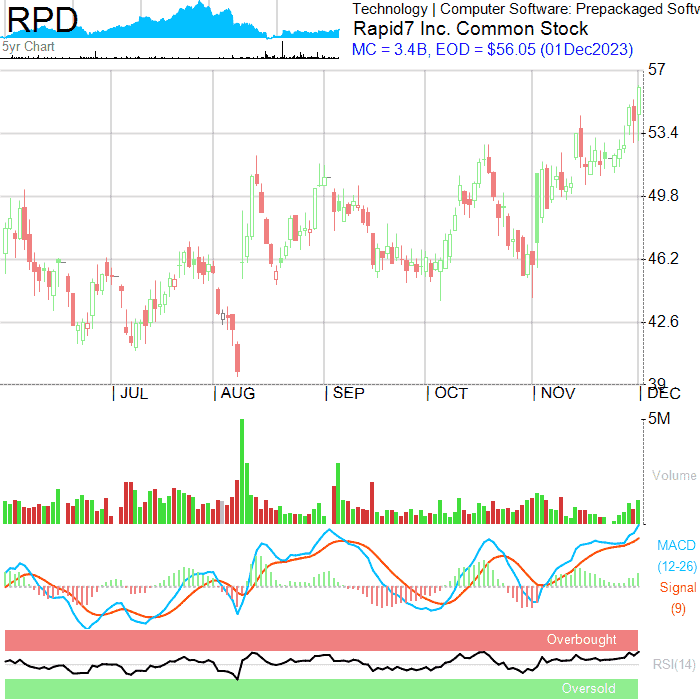 RPD
5yr Chart
Technology | Computer Software: Prepackaged Softw
Rapid7 Inc. Common Stock
MC = 3.4B, EOD = $56.05 (01Dec2023)
57
53.4
49.8
46.2
42.6
39
JUL
AUG
SEP
OCT
NOV
DEC
5M
Volume
MACD
(12-26)
Signal
(9)
Overbought
RSI(14)
Oversold